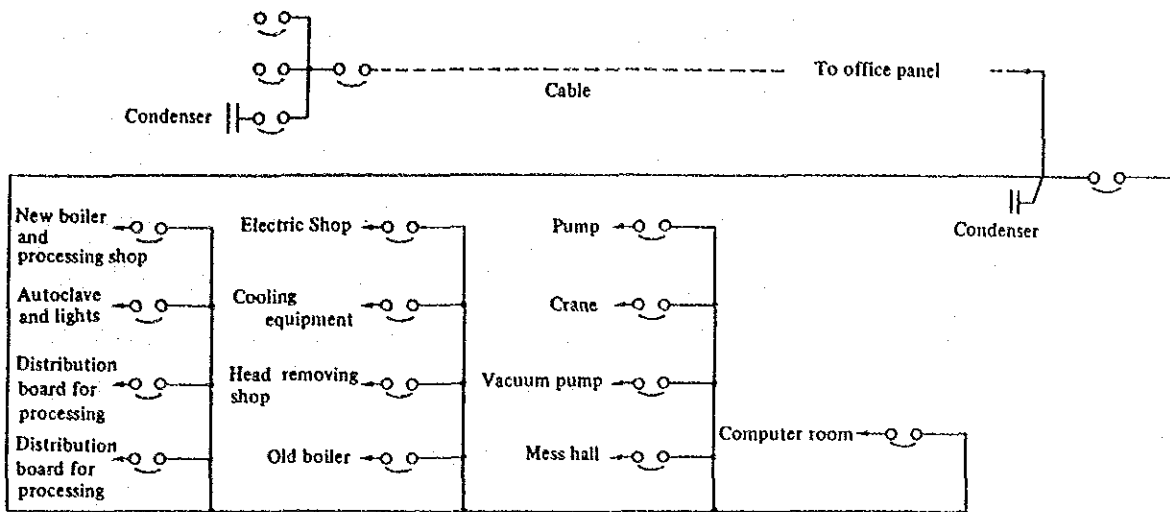 To office panel
Cable
Condenser
Condenser
New boiler
and
processing shop
Electric Shop
Pump
Autoclave
and lights
Cooling
equipment
Crane
Distribution
board for
processing
Head removing
shop
Vacuum pump
Distribution
board for
processing
Old boiler
Mess hall
Computer room